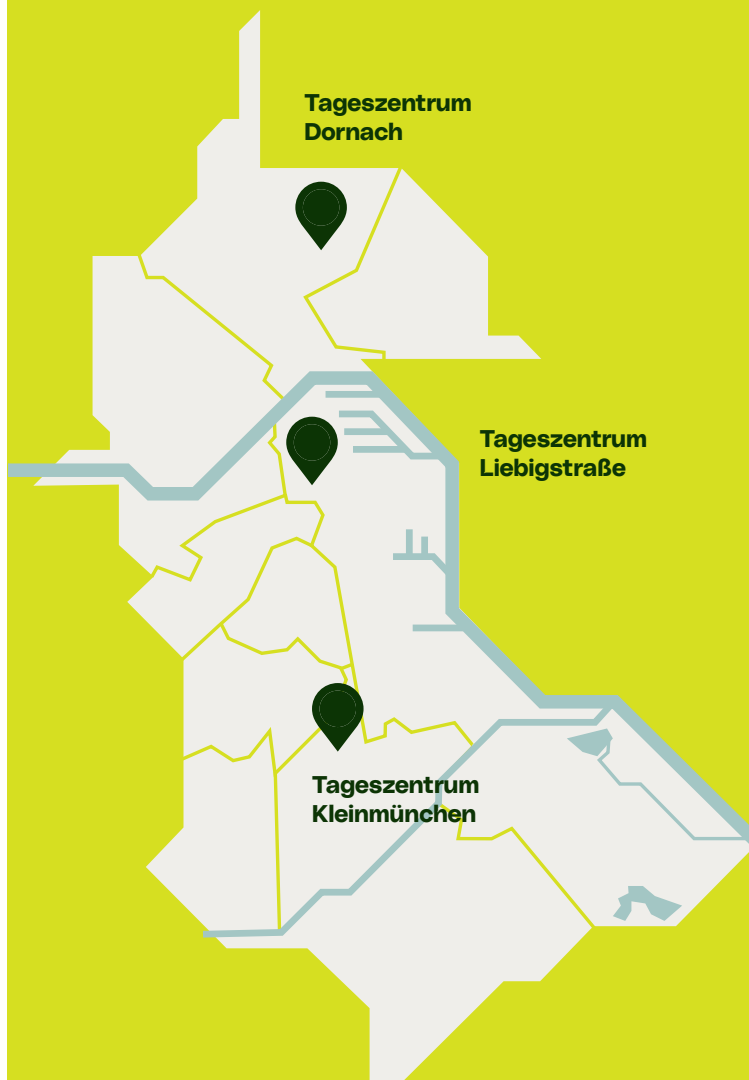 Tageszentrum
Dornach
Tageszentrum
Liebigstraße
Tageszentrum
Kleinmünchen